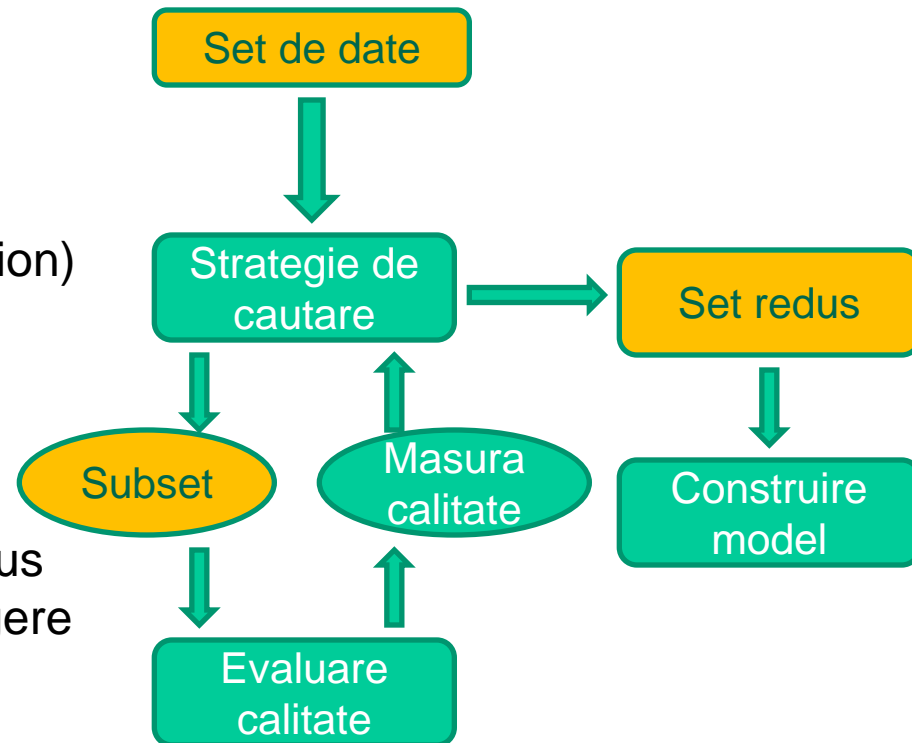 Set de date
ion)
Strategie de
cautare
Set redus
Subset
Masura
calitate
Construire
model
us
ere
Evaluare
calitate